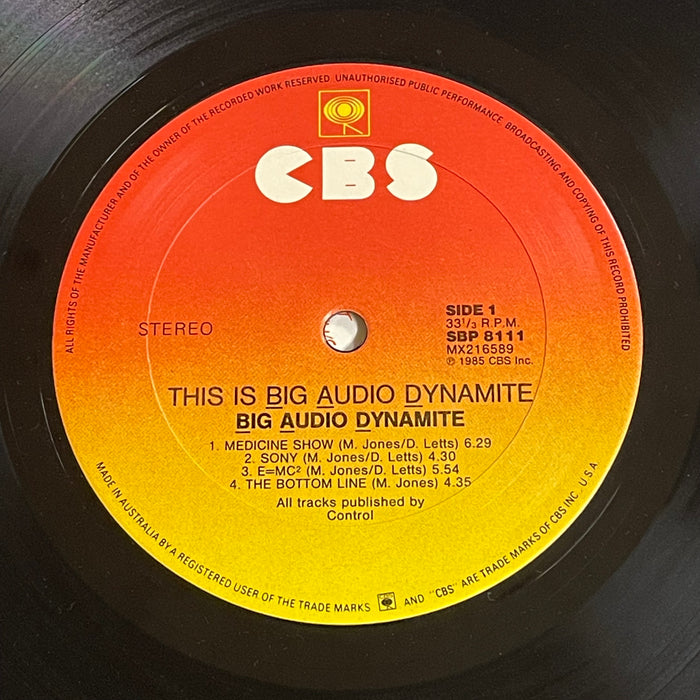 ALL RIGHTS OF THE MANUFACTURER AND OF THE OWNER OF THE RECORDED WORK RESERVED. UNAUTHORISED PUBLIC PERFORMANCE, BROADCASTING AND COPYING OF THIS RECORD PROHIBITED
CBS
STEREO
SIDE 1
33 1/3 R.P.M.
SBP 8111
MX216589
℗ 1985 CBS Inc.
THIS IS BIG AUDIO DYNAMITE
BIG AUDIO DYNAMITE
1. MEDICINE SHOW (M. Jones/D. Letts) 6.29
2. SONY (M. Jones/D. Letts) 4.30
3. E=MC² (M. Jones/D. Letts) 5.54
4. THE BOTTOM LINE (M. Jones) 4.35
All tracks published by
Control
MADE IN AUSTRALIA BY A REGISTERED USER OF THE TRADE MARKS AND "CBS" ARE TRADE MARKS OF CBS INC. U.S.A.